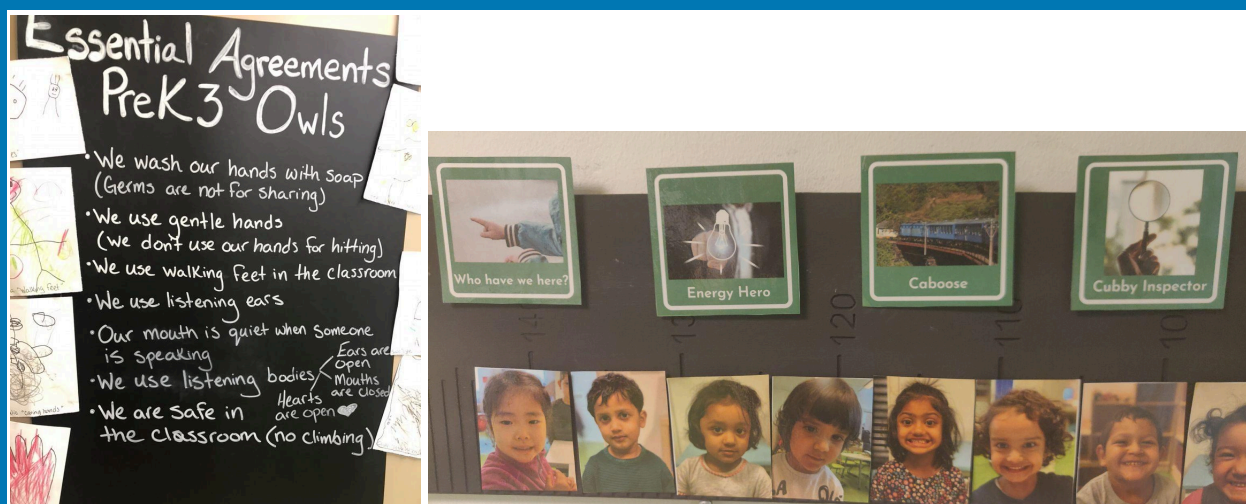 Essential Agreements
PreK3 Owls
• We wash our hands with soap
(Germs are not for sharing)
• We use gentle hands
(we don't use our hands for hitting)
• We use walking feet in the classroom
• We use listening ears
• Our mouth is quiet when someone
is speaking
• We use listening bodies
Ears are
open
Mouths
are closed
Hearts
are open
• We are safe in
the classroom (no climbing)
Who have we here?
Energy Hero
Caboose
Cubby Inspector
120